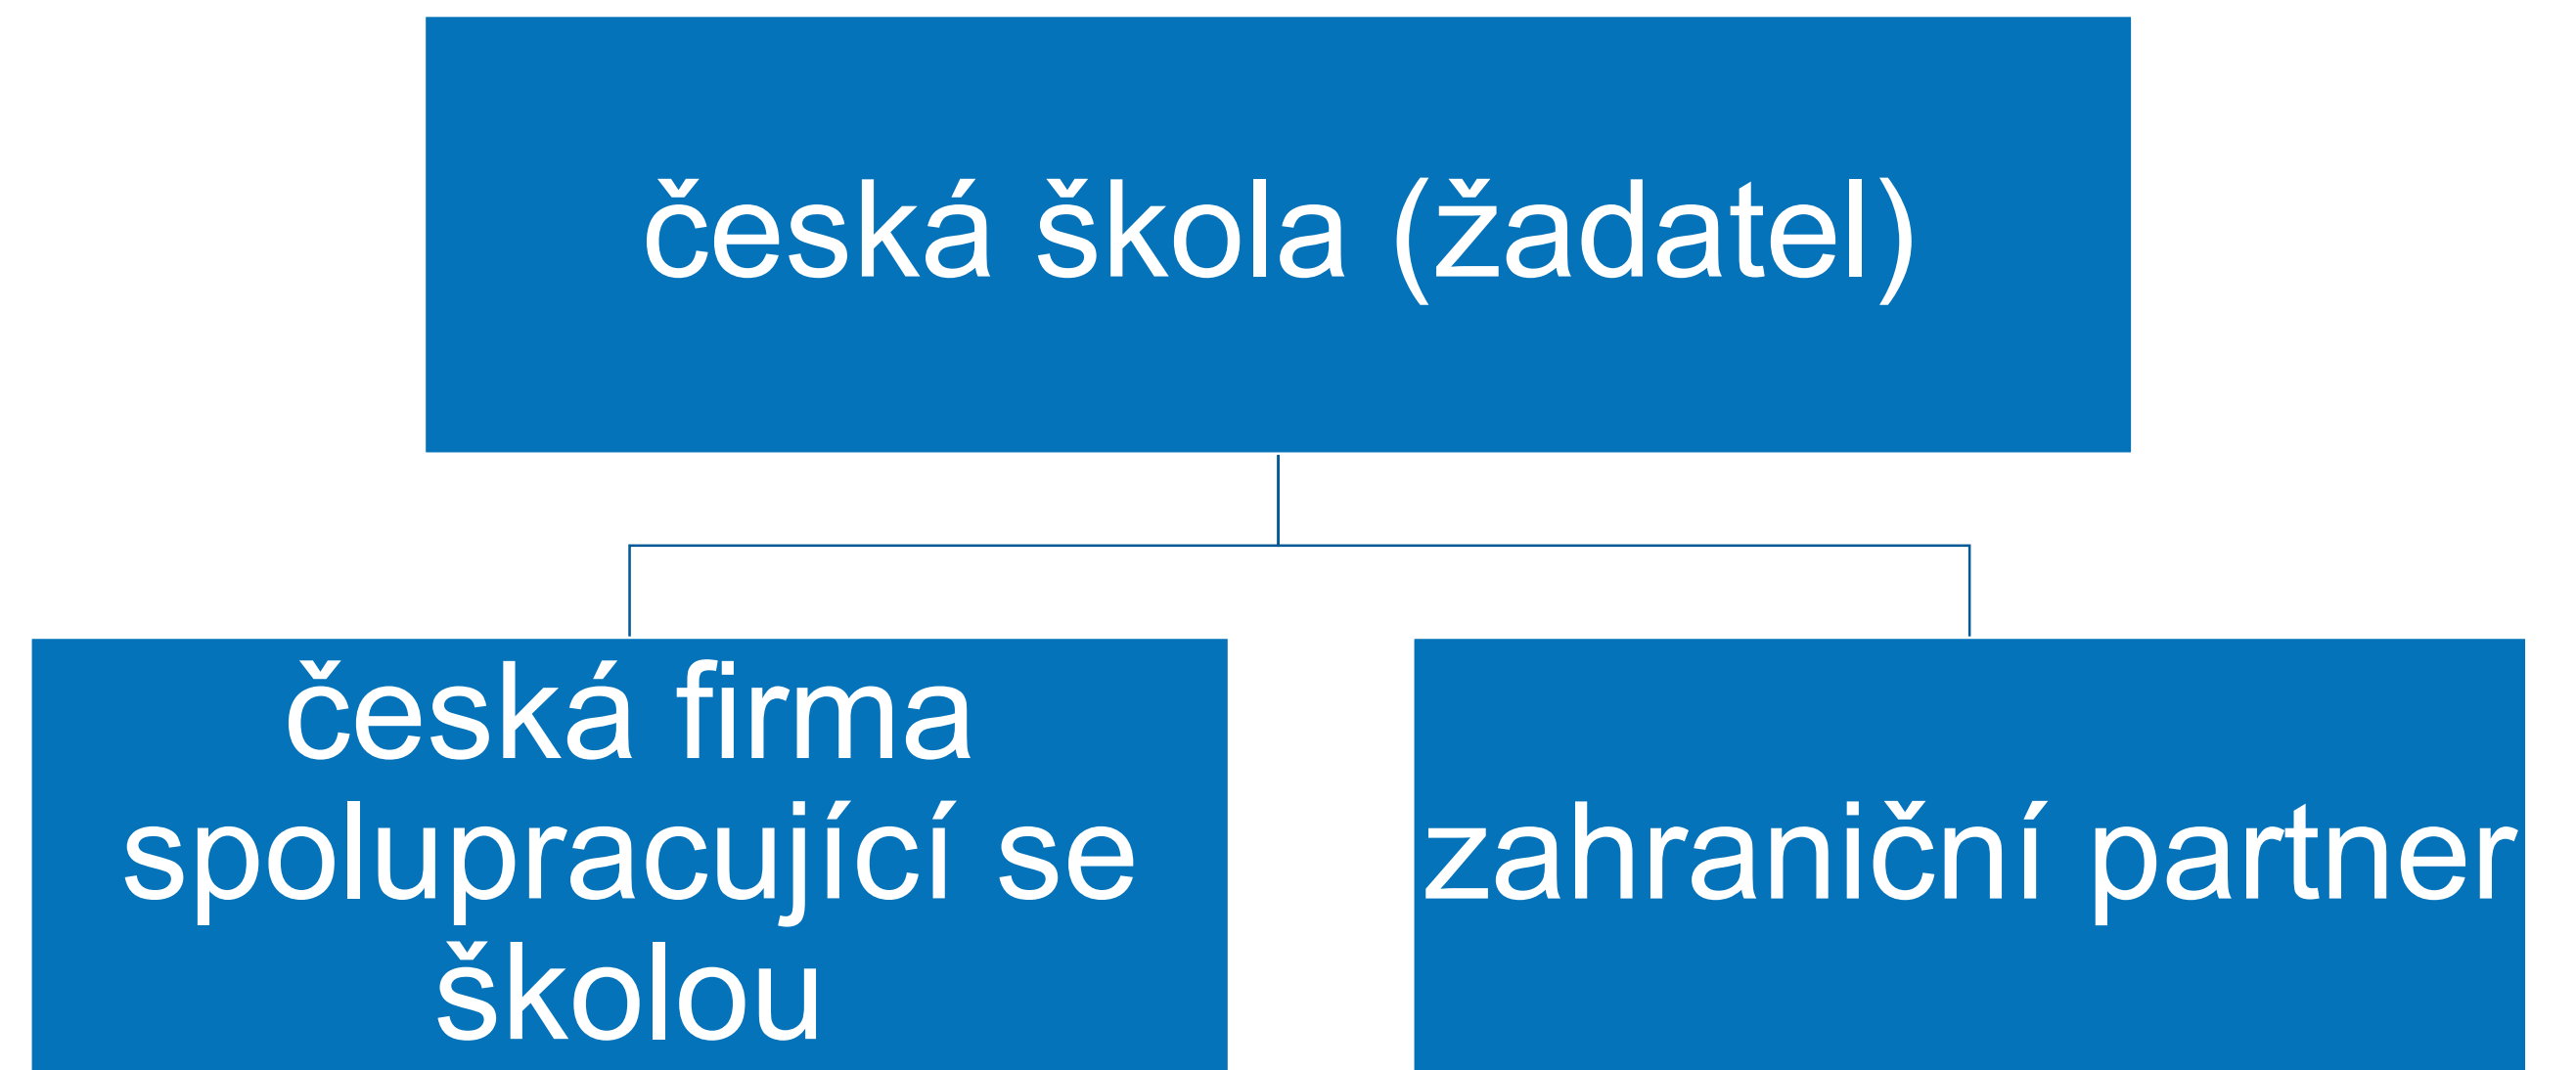 česká škola (žadatel)
česká firma
spolupracující se
školou
zahraniční partner